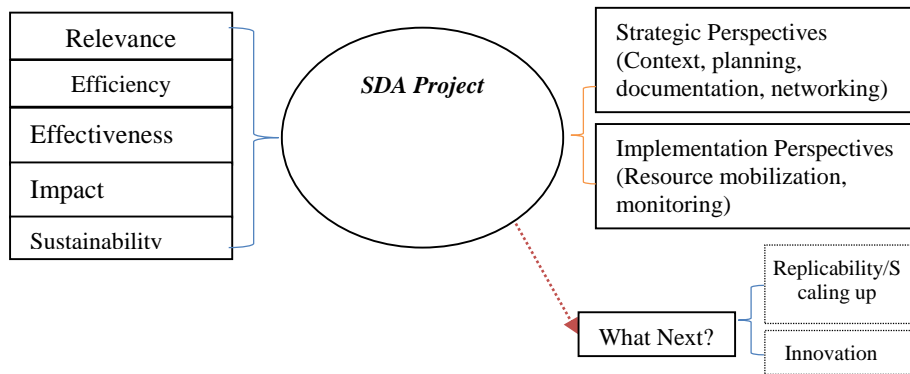 Relevance
Efficiency
Effectiveness
Impact
Sustainability
SDA Project
Strategic Perspectives
(Context, planning,
documentation, networking)
Implementation Perspectives
(Resource mobilization,
monitoring)
What Next?
Replicability/S
caling up
Innovation